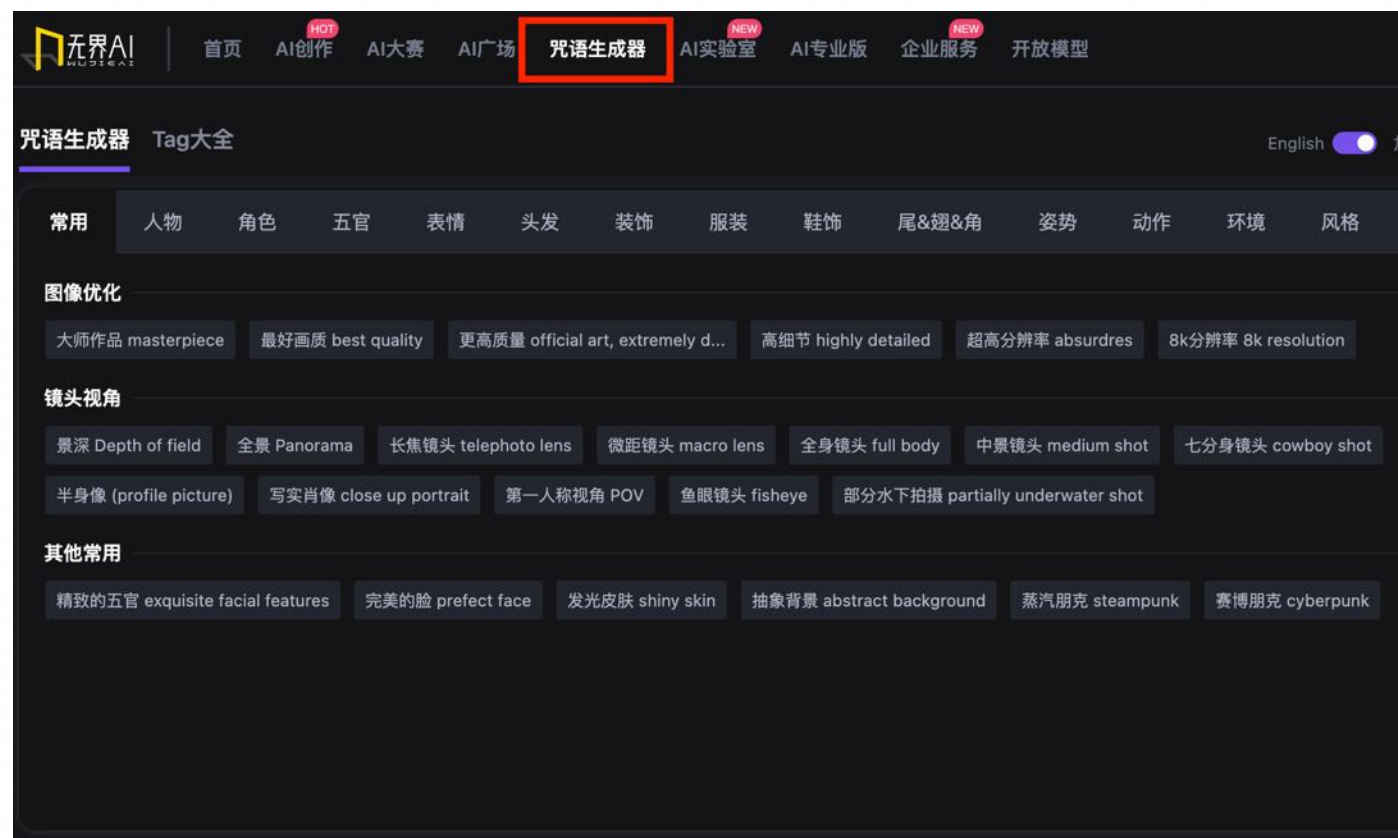 无界AI 首页 AI创作 HOT AI大赛 AI广场 咒语生成器 AI实验室 NEW AI专业版 企业服务 NEW 开放模型
WUJIEAI
咒语生成器 Tag大全 English
常用 人物 角色 五官 表情 头发 装饰 服装 鞋饰 尾&翅&角 姿势 动作 环境 风格
图像优化
大师作品 masterpiece 最好画质 best quality 更高质量 official art, extremely d... 高细节 highly detailed 超高分辨率 absurdres 8k分辨率 8k resolution
镜头视角
景深 Depth of field 全景 Panorama 长焦镜头 telephoto lens 微距镜头 macro lens 全身镜头 full body 中景镜头 medium shot 七分身镜头 cowboy shot
半身像 (profile picture) 写实肖像 close up portrait 第一人称视角 POV 鱼眼镜头 fisheye 部分水下拍摄 partially underwater shot
其他常用
精致的五官 exquisite facial features 完美的脸 prefect face 发光皮肤 shiny skin 抽象背景 abstract background 蒸汽朋克 steampunk 赛博朋克 cyberpunk